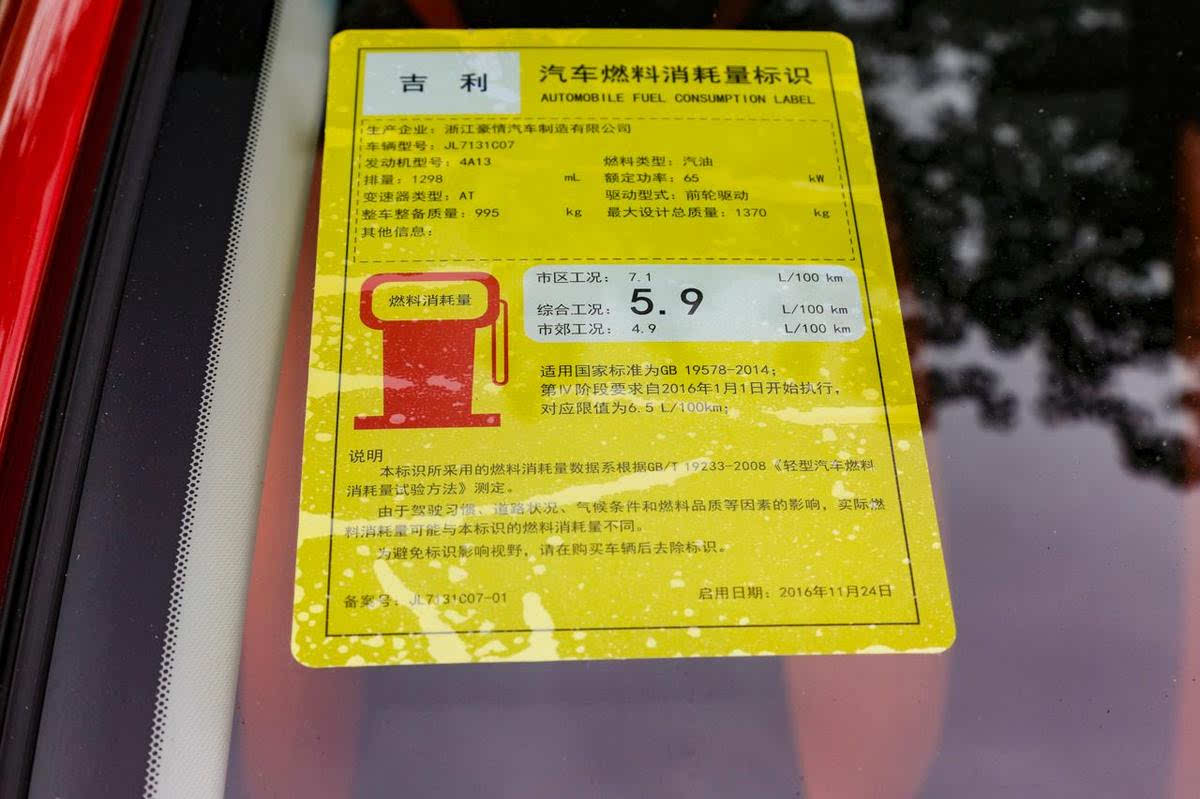 吉 利
汽车燃料消耗量标识
AUTOMOBILE FUEL CONSUMPTION LABEL
生产企业：浙江豪情汽车制造有限公司
车辆型号：JL7131C07
发动机型号：4A13 燃料类型：汽油
排量：1298 mL 额定功率：65 kW
变速器类型：AT 驱动型式：前轮驱动
整车整备质量：995 kg 最大设计总质量：1370 kg
其他信息：
燃料消耗量
市区工况： 7.1 L/100 km
综合工况： 5.9 L/100 km
市郊工况： 4.9 L/100 km
适用国家标准为GB 19578-2014；
第Ⅳ阶段要求自2016年1月1日开始执行，
对应限值为6.5 L/100km；
说明
本标识所采用的燃料消耗量数据系根据GB/T 19233-2008《轻型汽车燃料
消耗量试验方法》测定。
由于驾驶习惯、道路状况、气候条件和燃料品质等因素的影响，实际燃
料消耗量可能与本标识的燃料消耗量不同。
为避免标识影响视野，请在购买车辆后去除标识。
备案号：JL7131C07-01 启用日期：2016年11月24日